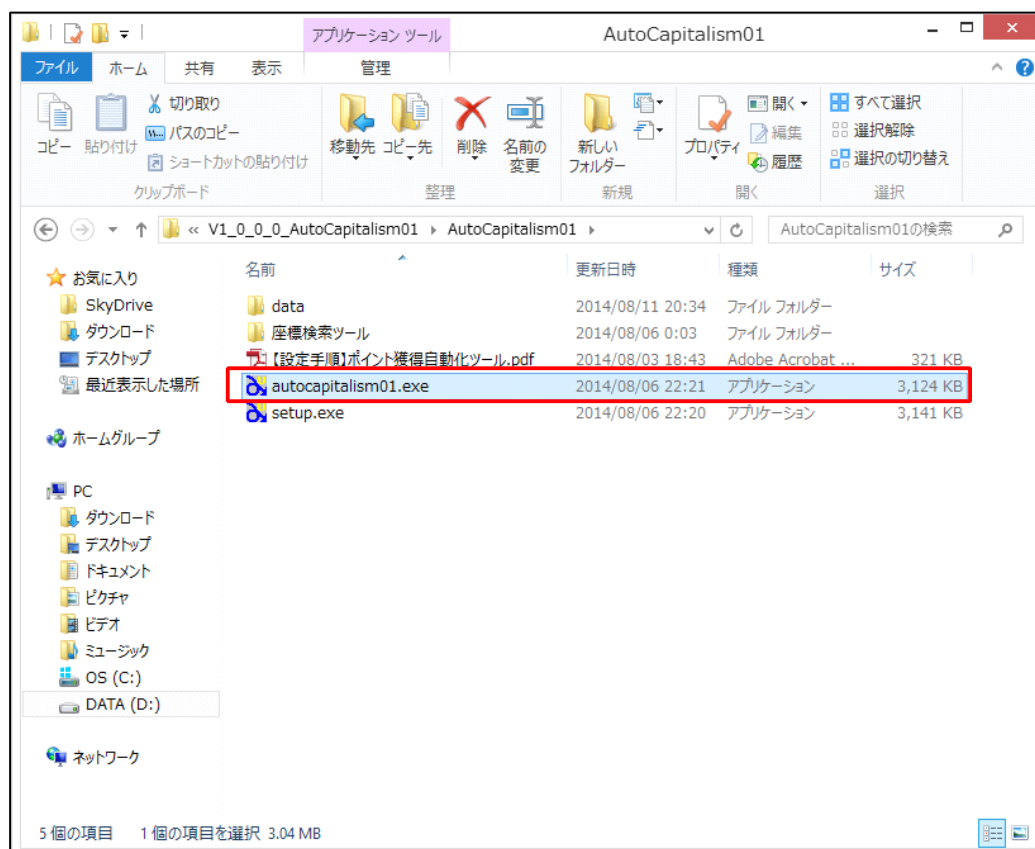 アプリケーション ツール
AutoCapitalism01
ファイル ホーム 共有 表示 管理
コピー 貼り付け 切り取り
パスのコピー
ショートカットの貼り付け
クリップボード
移動先 コピー先 削除 名前の
変更
整理
新しい
フォルダー
新規
プロパティ 開く
編集
履歴
開く
すべて選択
選択解除
選択の切り替え
選択
« V1_0_0_0_AutoCapitalism01 AutoCapitalism01
AutoCapitalism01の検索
お気に入り
SkyDrive
ダウンロード
デスクトップ
最近表示した場所
ホームグループ
PC
ダウンロード
デスクトップ
ドキュメント
ピクチャ
ビデオ
ミュージック
OS (C:)
DATA (D:)
ネットワーク
名前 更新日時 種類 サイズ
data 2014/08/11 20:34 ファイル フォルダー
座標検索ツール 2014/08/06 0:03 ファイル フォルダー
【設定手順】ポイント獲得自動化ツール.pdf 2014/08/03 18:43 Adobe Acrobat ... 321 KB
autocapitalism01.exe 2014/08/06 22:21 アプリケーション 3,124 KB
setup.exe 2014/08/06 22:20 アプリケーション 3,141 KB
5 個の項目 1 個の項目を選択 3.04 MB